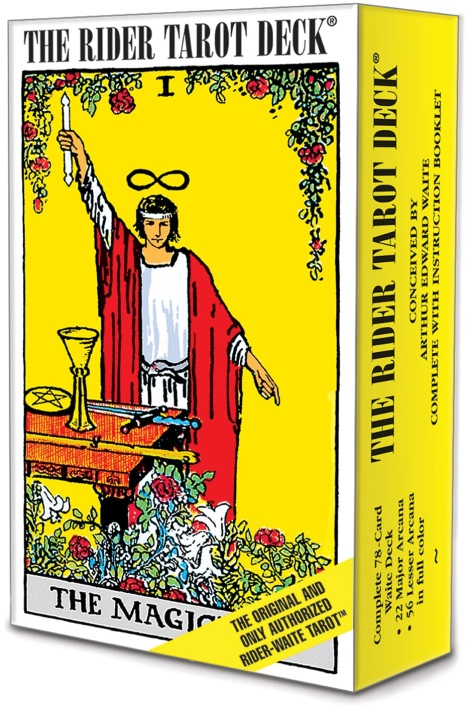 THE RIDER TAROT DECK®
I
THE MAGIC
THE ORIGINAL AND
ONLY AUTHORIZED
RIDER-WAITE TAROT™
THE RIDER TAROT DECK®
CONCEIVED BY
ARTHUR EDWARD WAITE
COMPLETE WITH INSTRUCTION BOOKLET
Complete 78-Card
Waite Deck
• 22 Major Arcana
• 56 Lesser Arcana
in full color
~